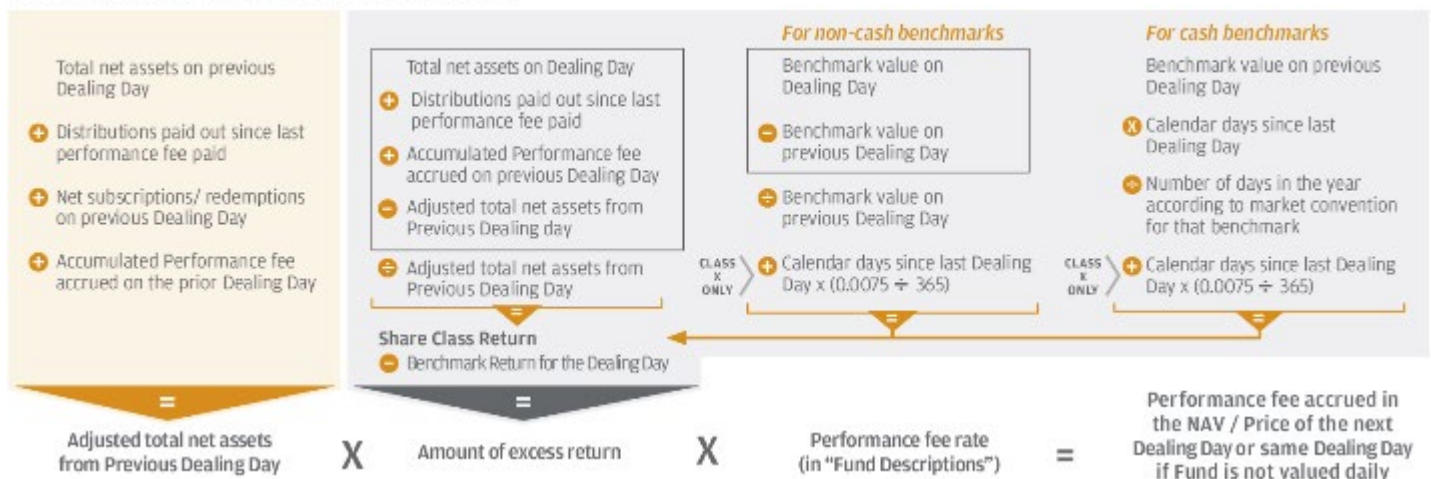 Total net assets on previous
Dealing Day
+ Distributions paid out since last
performance fee paid
+ Net subscriptions/ redemptions
on previous Dealing Day
+ Accumulated Performance fee
accrued on the prior Dealing Day
=
Adjusted total net assets
from Previous Dealing Day
X
Total net assets on Dealing Day
+ Distributions paid out since last
performance fee paid
+ Accumulated Performance fee
accrued on previous Dealing Day
− Adjusted total net assets from
Previous Dealing day
÷ Adjusted total net assets from
Previous Dealing Day
=
Share Class Return
− Benchmark Return for the Dealing Day
=
Amount of excess return
X
For non-cash benchmarks
Benchmark value on
Dealing Day
− Benchmark value on
previous Dealing Day
÷ Benchmark value on
previous Dealing Day
CLASS
X
ONLY
+ Calendar days since last Dealing
Day x (0.0075 ÷ 365)
=
For cash benchmarks
Benchmark value on previous
Dealing Day
X Calendar days since last
Dealing Day
÷ Number of days in the year
according to market convention
for that benchmark
CLASS
X
ONLY
+ Calendar days since last Dealing
Day x (0.0075 ÷ 365)
=
Performance fee rate
(in “Fund Descriptions”)
=
Performance fee accrued in
the NAV / Price of the next
Dealing Day or same Dealing Day
if Fund is not valued daily